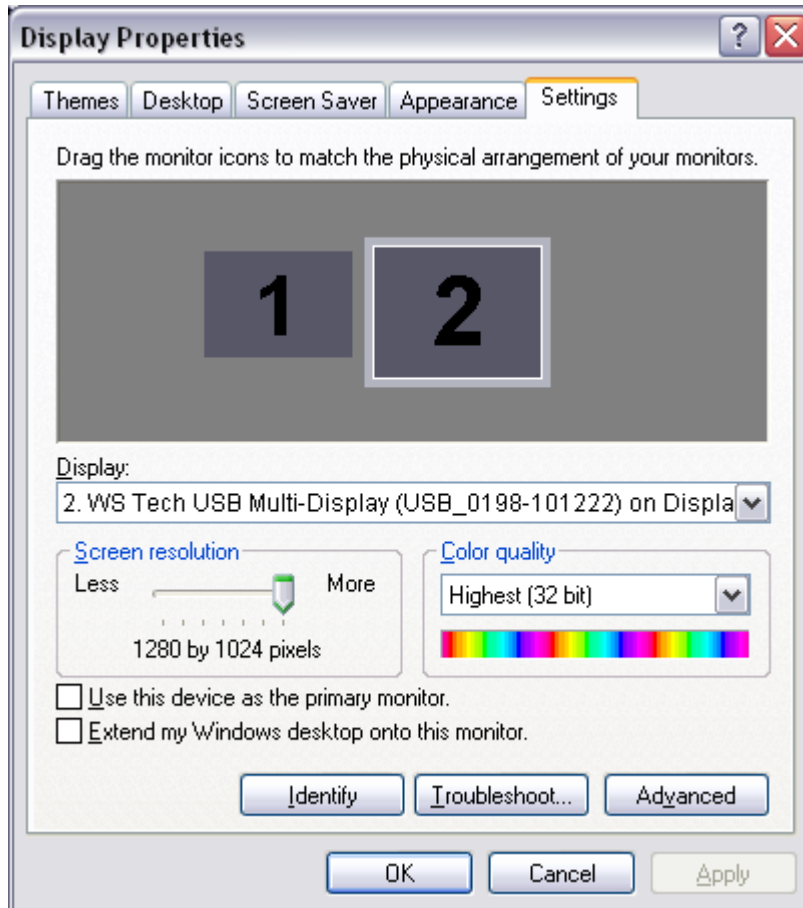 Display Properties
Themes Desktop Screen Saver Appearance Settings
Drag the monitor icons to match the physical arrangement of your monitors.
1 2
Display:
2. WS Tech USB Multi-Display (USB_0198-101222) on Displa
Screen resolution
Less More
1280 by 1024 pixels
Color quality
Highest (32 bit)
Use this device as the primary monitor.
Extend my Windows desktop onto this monitor.
Identify Troubleshoot... Advanced
OK Cancel Apply